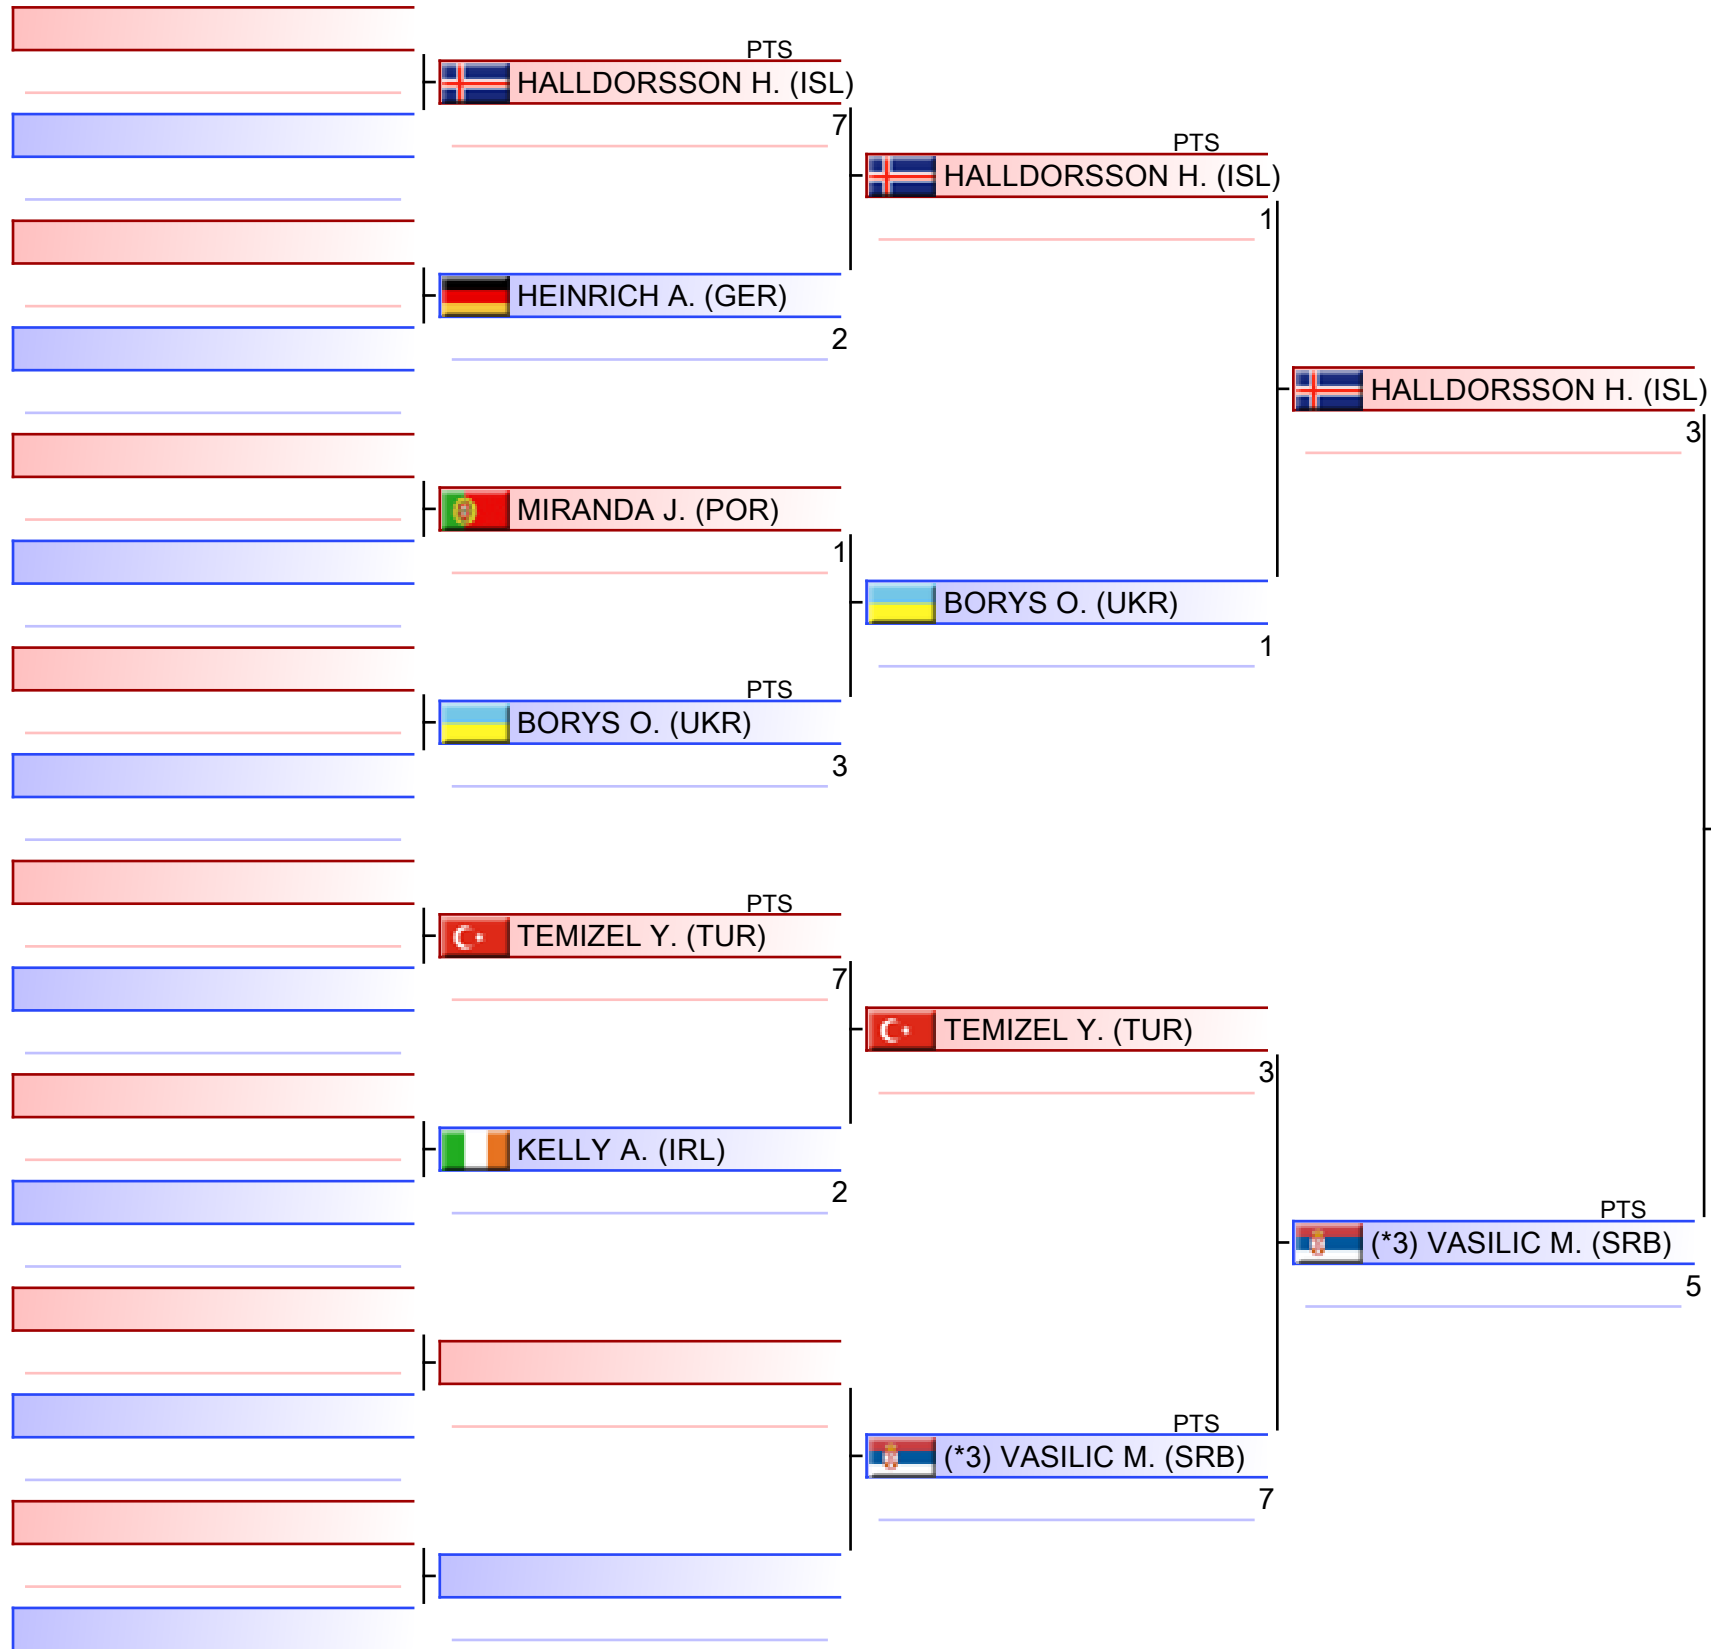 PTS
HALLDORSSON H. (ISL)
7
HEINRICH A. (GER)
2
MIRANDA J. (POR)
1
PTS
BORYS O. (UKR)
3
PTS
TEMIZEL Y. (TUR)
7
KELLY A. (IRL)
2
PTS
HALLDORSSON H. (ISL)
1
BORYS O. (UKR)
1
TEMIZEL Y. (TUR)
3
PTS
(*3) VASILIC M. (SRB)
7
HALLDORSSON H. (ISL)
3
PTS
(*3) VASILIC M. (SRB)
5